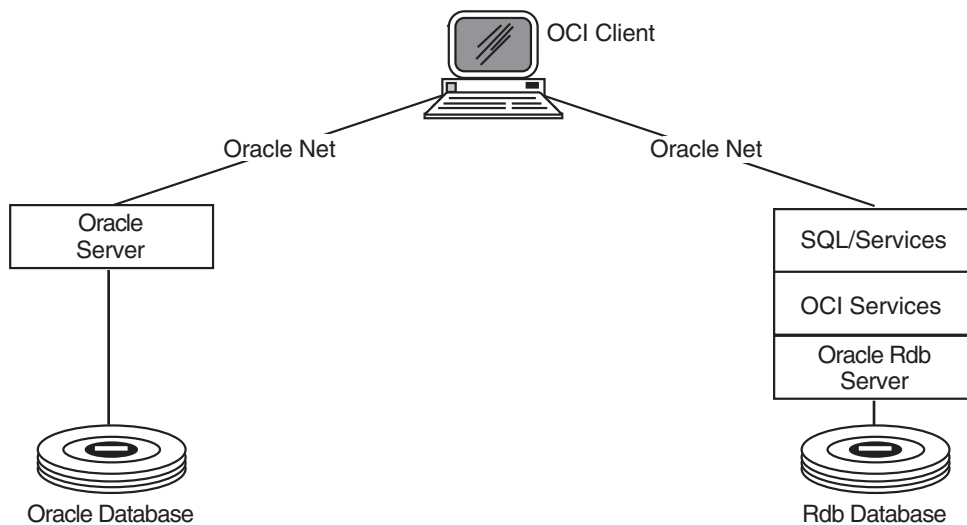 OCI Client
Oracle Net
Oracle Net
Oracle
Server
SQL/Services
OCI Services
Oracle Rdb
Server
Oracle Database
Rdb Database